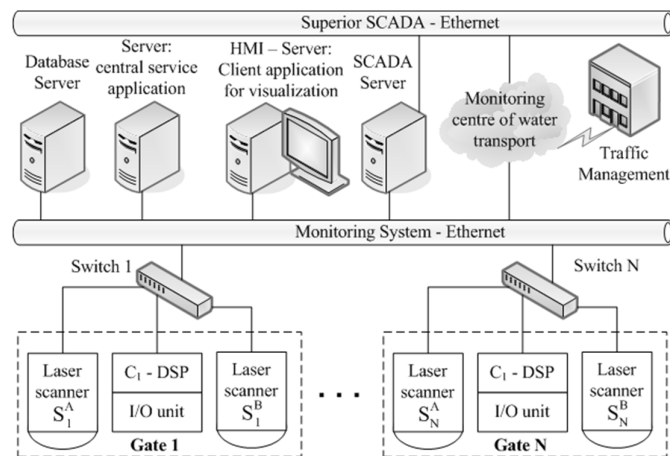 Superior SCADA - Ethernet
Database
Server
Server:
central service
application
HMI – Server:
Client application
for visualization
SCADA
Server
Monitoring
centre of water
transport
Traffic
Management
Monitoring System - Ethernet
Switch 1
Switch N
Laser
scanner
S₁ᴬ
C₁ - DSP
I/O unit
Laser
scanner
S₁ᴮ
Gate 1
. . .
Laser
scanner
S_N^A
C₁ - DSP
I/O unit
Laser
scanner
S_N^B
Gate N